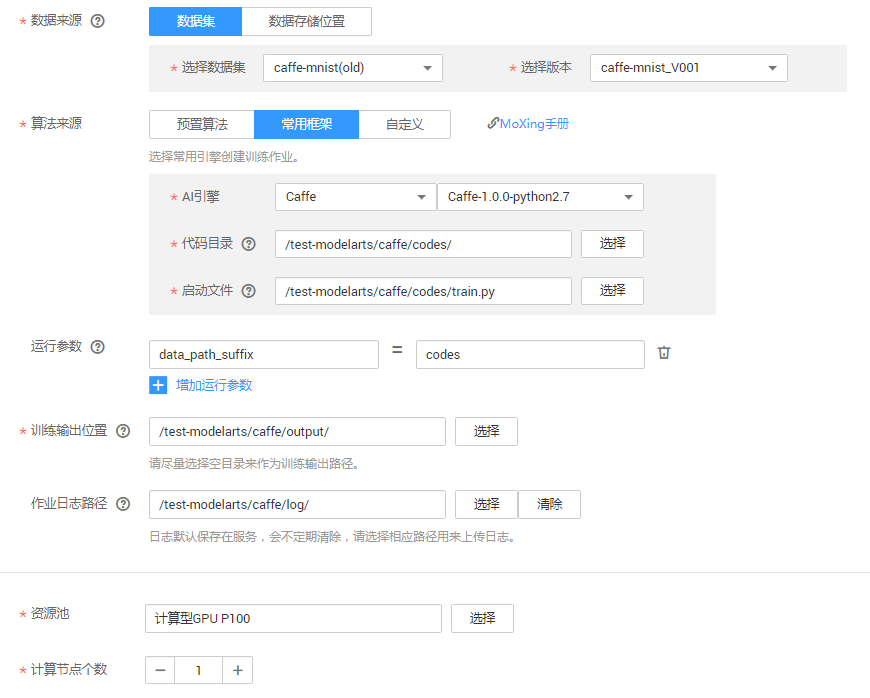 * 数据来源 ? 数据集 数据存储位置
* 选择数据集 caffe-mnist(old) * 选择版本 caffe-mnist_V001
* 算法来源 预置算法 常用框架 自定义 MoXing手册
选择常用引擎创建训练作业。
* AI引擎 Caffe Caffe-1.0.0-python2.7
* 代码目录 ? /test-modelarts/caffe/codes/ 选择
* 启动文件 ? /test-modelarts/caffe/codes/train.py 选择
运行参数 ? data_path_suffix = codes
+ 增加运行参数
* 训练输出位置 ? /test-modelarts/caffe/output/ 选择
请尽量选择空目录来作为训练输出路径。
作业日志路径 ? /test-modelarts/caffe/log/ 选择 清除
日志默认保存在服务，会不定期清除，请选择相应路径用来上传日志。
* 资源池 计算型GPU P100 选择
* 计算节点个数 − 1 +